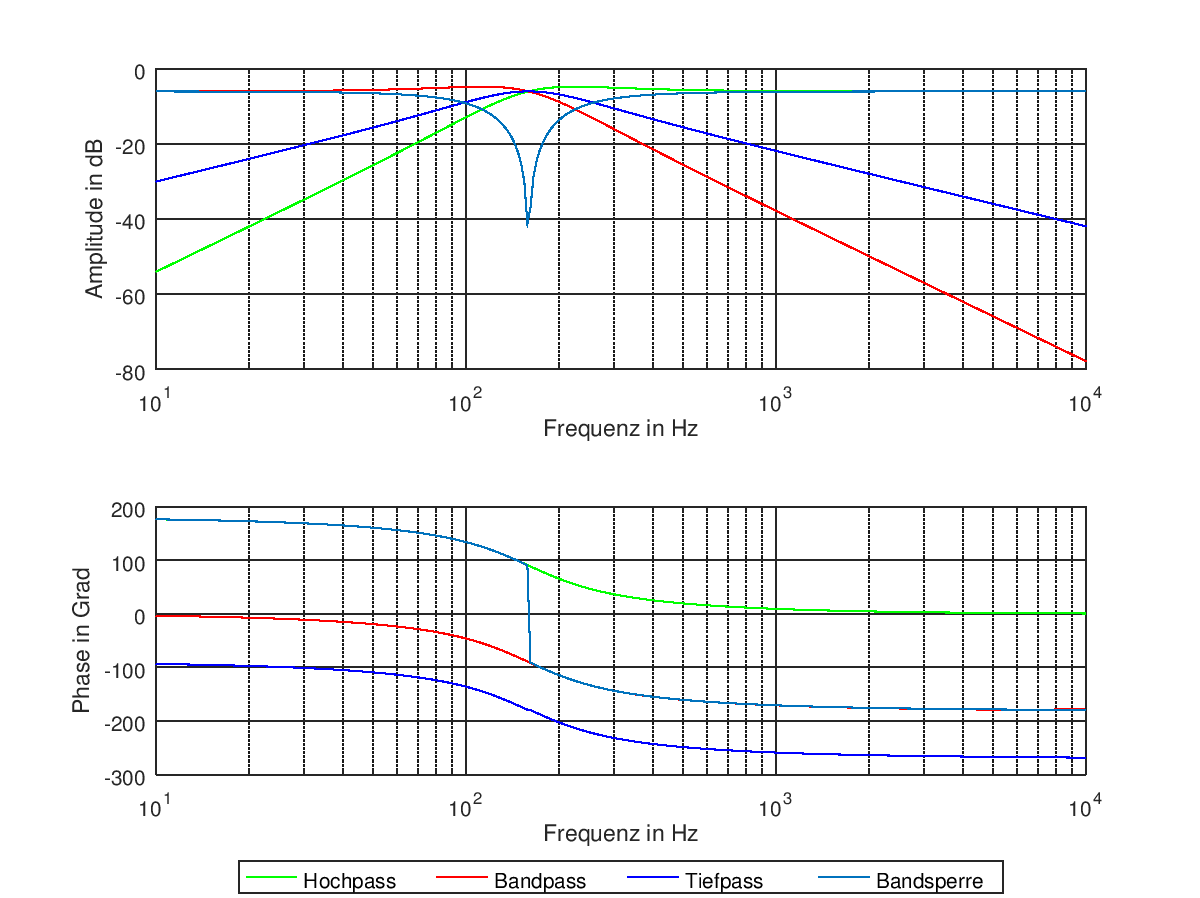 0
-20
-40
-60
-80
Amplitude in dB
10^1 10^2 10^3 10^4
Frequenz in Hz
200
100
0
-100
-200
-300
Phase in Grad
10^1 10^2 10^3 10^4
Frequenz in Hz
Hochpass Bandpass Tiefpass Bandsperre